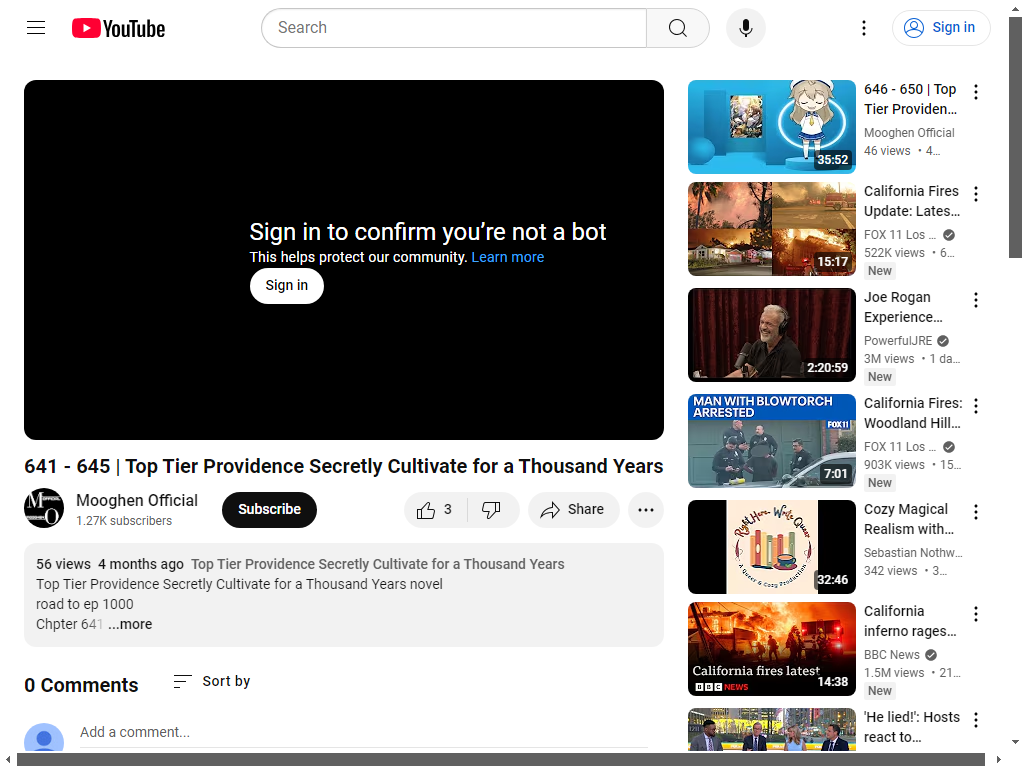 YouTube
Search
Sign in
Sign in to confirm you’re not a bot
This helps protect our community. Learn more
Sign in
641 - 645 | Top Tier Providence Secretly Cultivate for a Thousand Years
Mooghen Official
1.27K subscribers
Subscribe
3
Share
56 views 4 months ago Top Tier Providence Secretly Cultivate for a Thousand Years
Top Tier Providence Secretly Cultivate for a Thousand Years novel
road to ep 1000
Chpter 641 ...more
0 Comments
Sort by
Add a comment...
35:52
646 - 650 | Top
Tier Providen...
Mooghen Official
46 views • 4...
15:17
California Fires
Update: Lates...
FOX 11 Los ...
522K views • 6...
New
2:20:59
Joe Rogan
Experience...
PowerfulJRE
3M views • 1 da...
New
MAN WITH BLOWTORCH
ARRESTED
FOX 11
7:01
California Fires:
Woodland Hill...
FOX 11 Los ...
903K views • 15...
New
Right Here, Write Queer
A Queer & Cozy Production
32:46
Cozy Magical
Realism with...
Sebastian Nothw...
342 views • 3...
California fires latest
BBC NEWS
14:38
California
inferno rages...
BBC News
1.5M views • 21...
New
'He lied!': Hosts
react to...